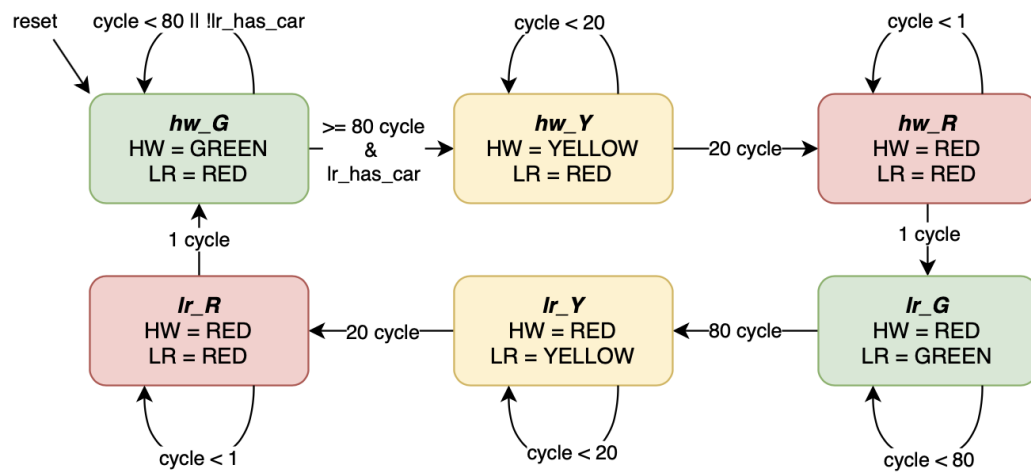 reset
cycle < 80 || !lr_has_car
cycle < 20
cycle < 1
hw_G
HW = GREEN
LR = RED
>= 80 cycle
&
lr_has_car
hw_Y
HW = YELLOW
LR = RED
20 cycle
hw_R
HW = RED
LR = RED
1 cycle
1 cycle
lr_R
HW = RED
LR = RED
20 cycle
lr_Y
HW = RED
LR = YELLOW
80 cycle
lr_G
HW = RED
LR = GREEN
cycle < 1
cycle < 20
cycle < 80